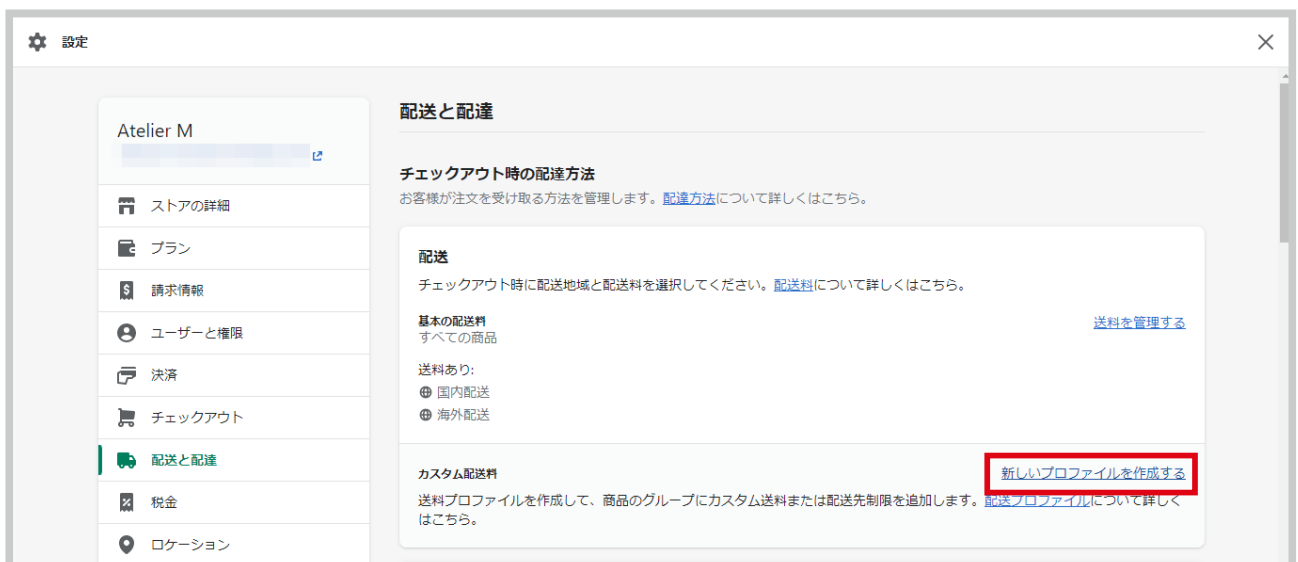 設定
Atelier M
ストアの詳細
プラン
請求情報
ユーザーと権限
決済
チェックアウト
配送と配達
税金
ロケーション
配送と配達
チェックアウト時の配達方法
お客様が注文を受け取る方法を管理します。配達方法について詳しくはこちら。
配送
チェックアウト時に配送地域と配送料を選択してください。配送料について詳しくはこちら。
基本の配送料
送料を管理する
すべての商品
送料あり:
国内配送
海外配送
カスタム配送料
新しいプロファイルを作成する
送料プロファイルを作成して、商品のグループにカスタム送料または配送先制限を追加します。配送プロファイルについて詳しく
はこちら。